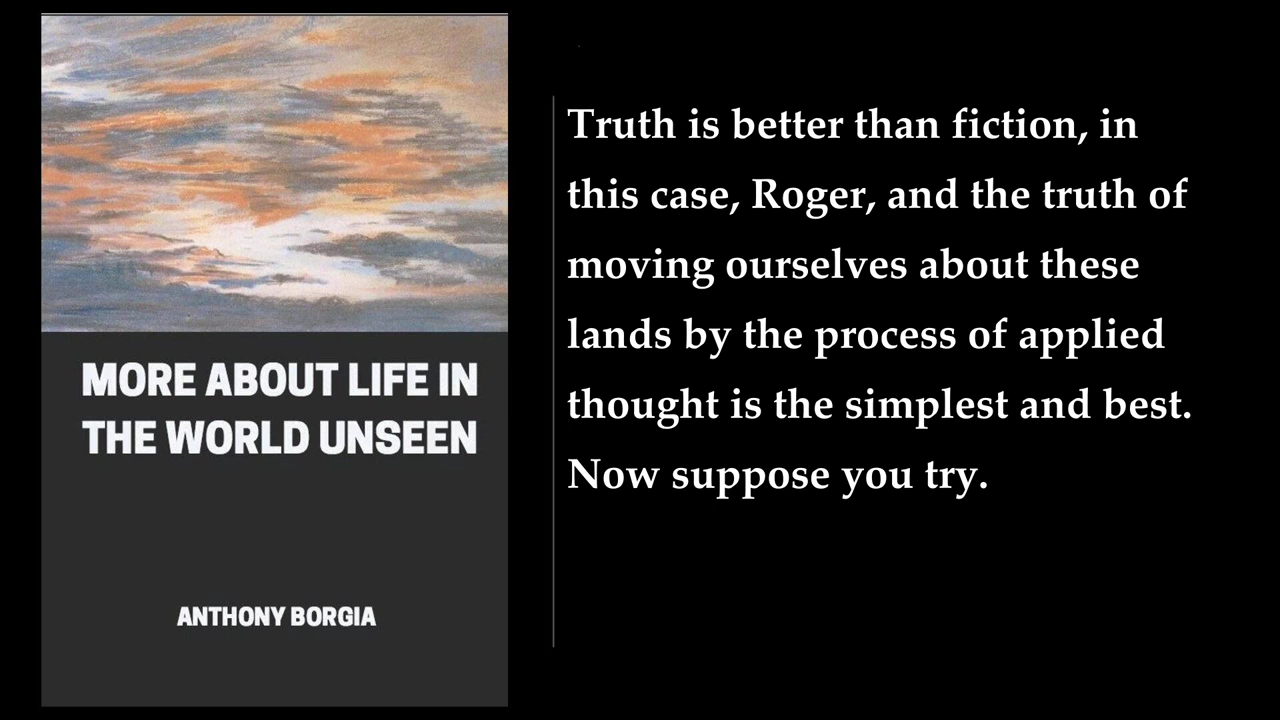 MORE ABOUT LIFE IN
THE WORLD UNSEEN
ANTHONY BORGIA
Truth is better than fiction, in
this case, Roger, and the truth of
moving ourselves about these
lands by the process of applied
thought is the simplest and best.
Now suppose you try.